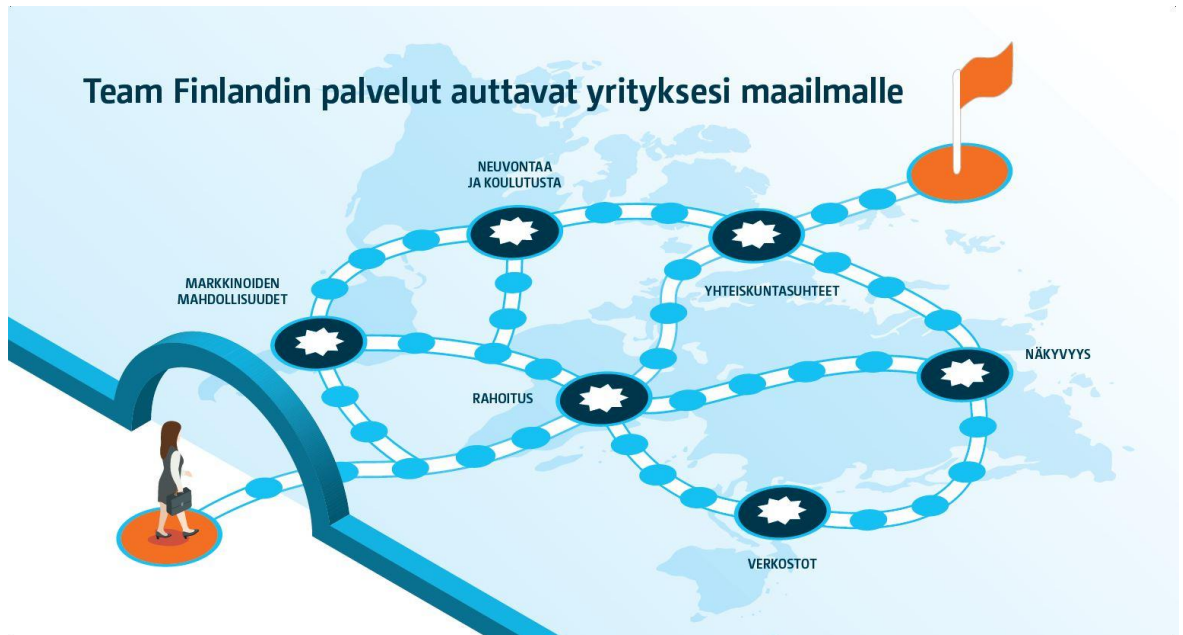 Team Finlandin palvelut auttavat yrityksesi maailmalle
NEUVONTAA
JA KOULUTUSTA
MARKKINOIDEN
MAHDOLLISUUDET
YHTEISKUNTASUHTEET
NÄKYVYYS
RAHOITUS
VERKOSTOT